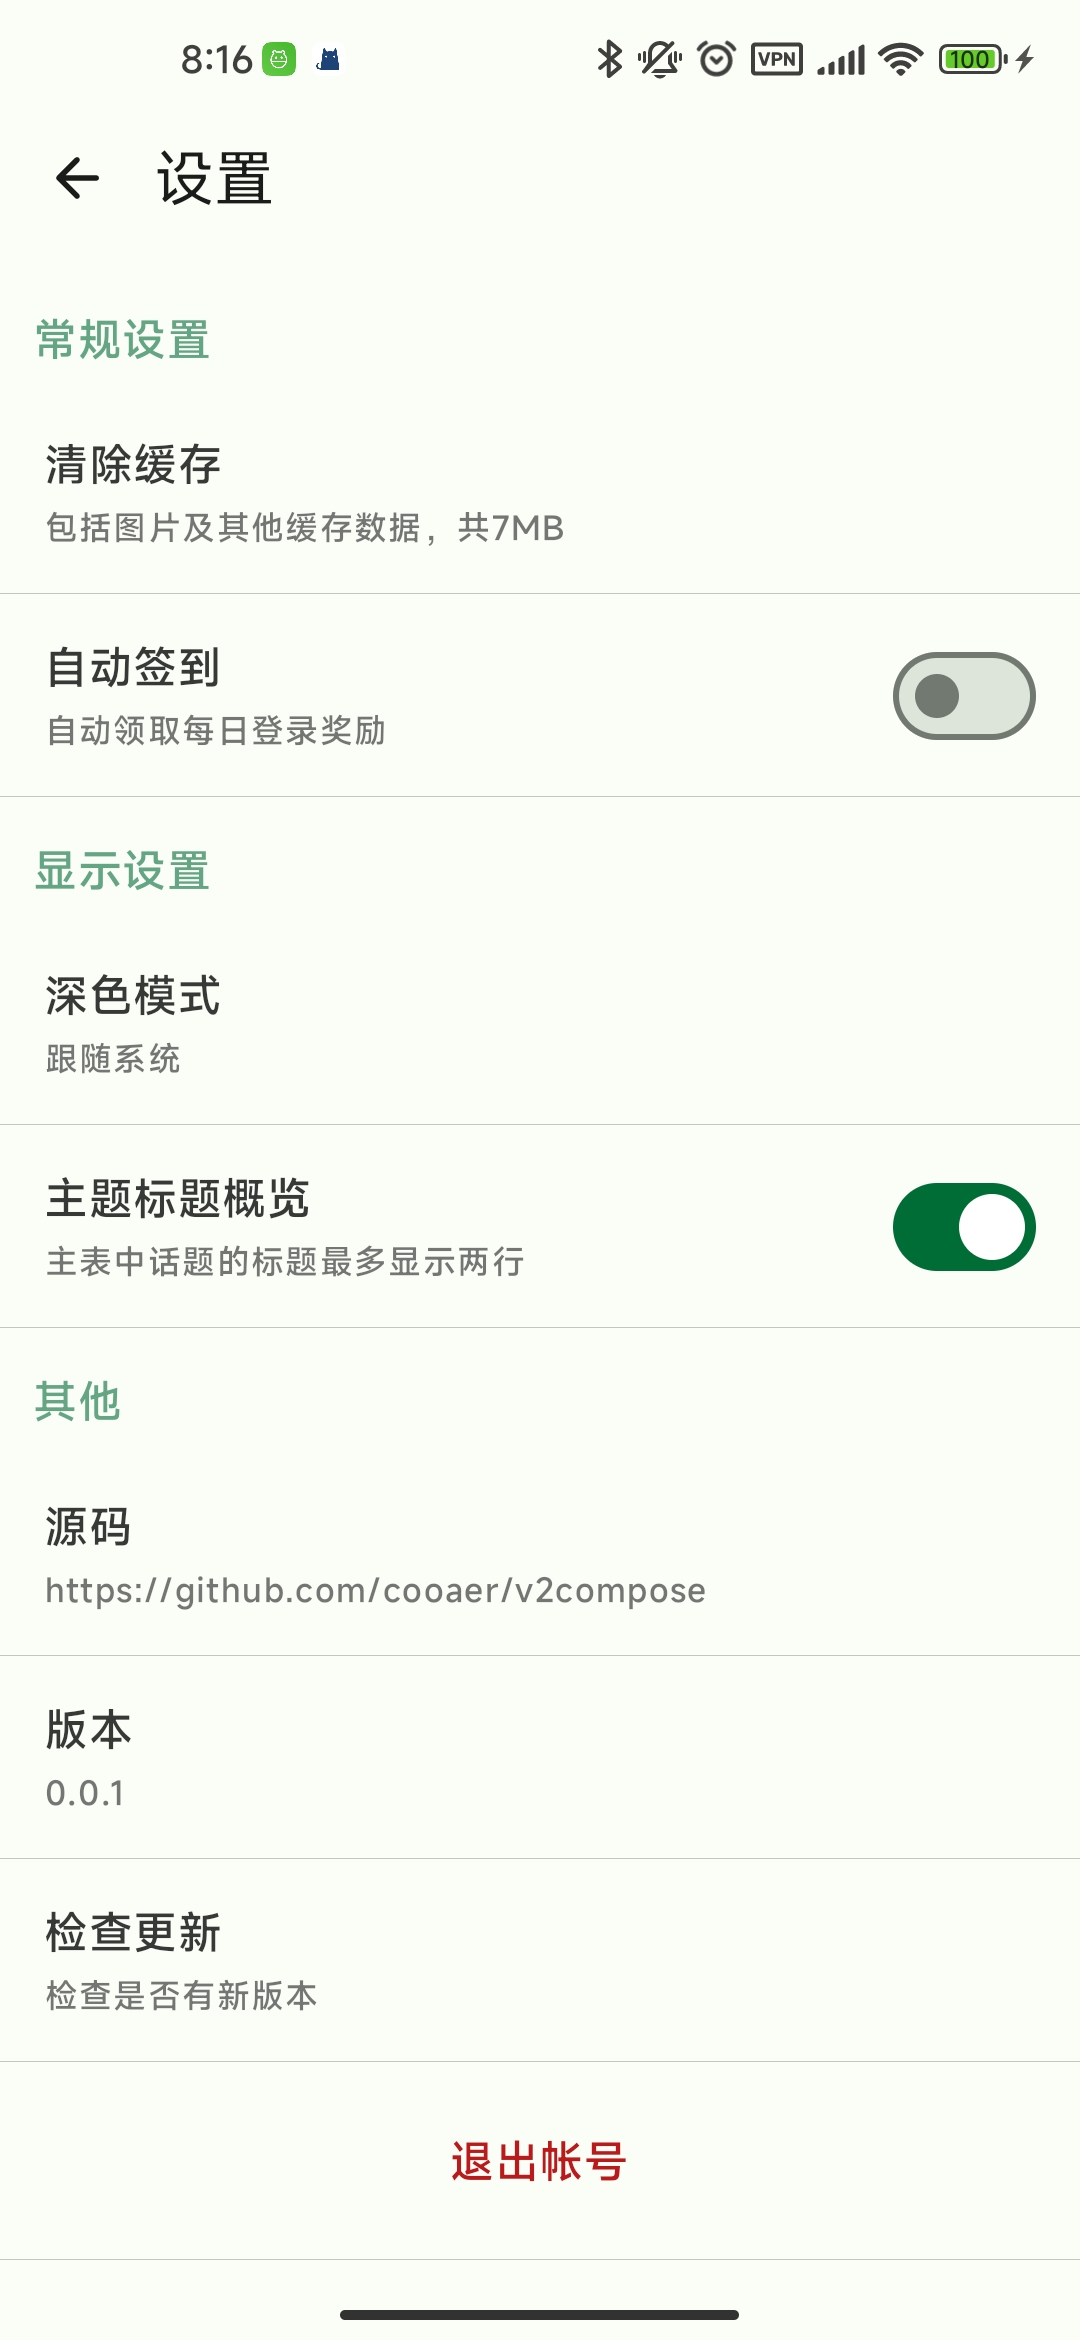 8:16
VPN
100
设置
常规设置
清除缓存
包括图片及其他缓存数据，共7MB
自动签到
自动领取每日登录奖励
显示设置
深色模式
跟随系统
主题标题概览
主表中话题的标题最多显示两行
其他
源码
https://github.com/cooaer/v2compose
版本
0.0.1
检查更新
检查是否有新版本
退出帐号